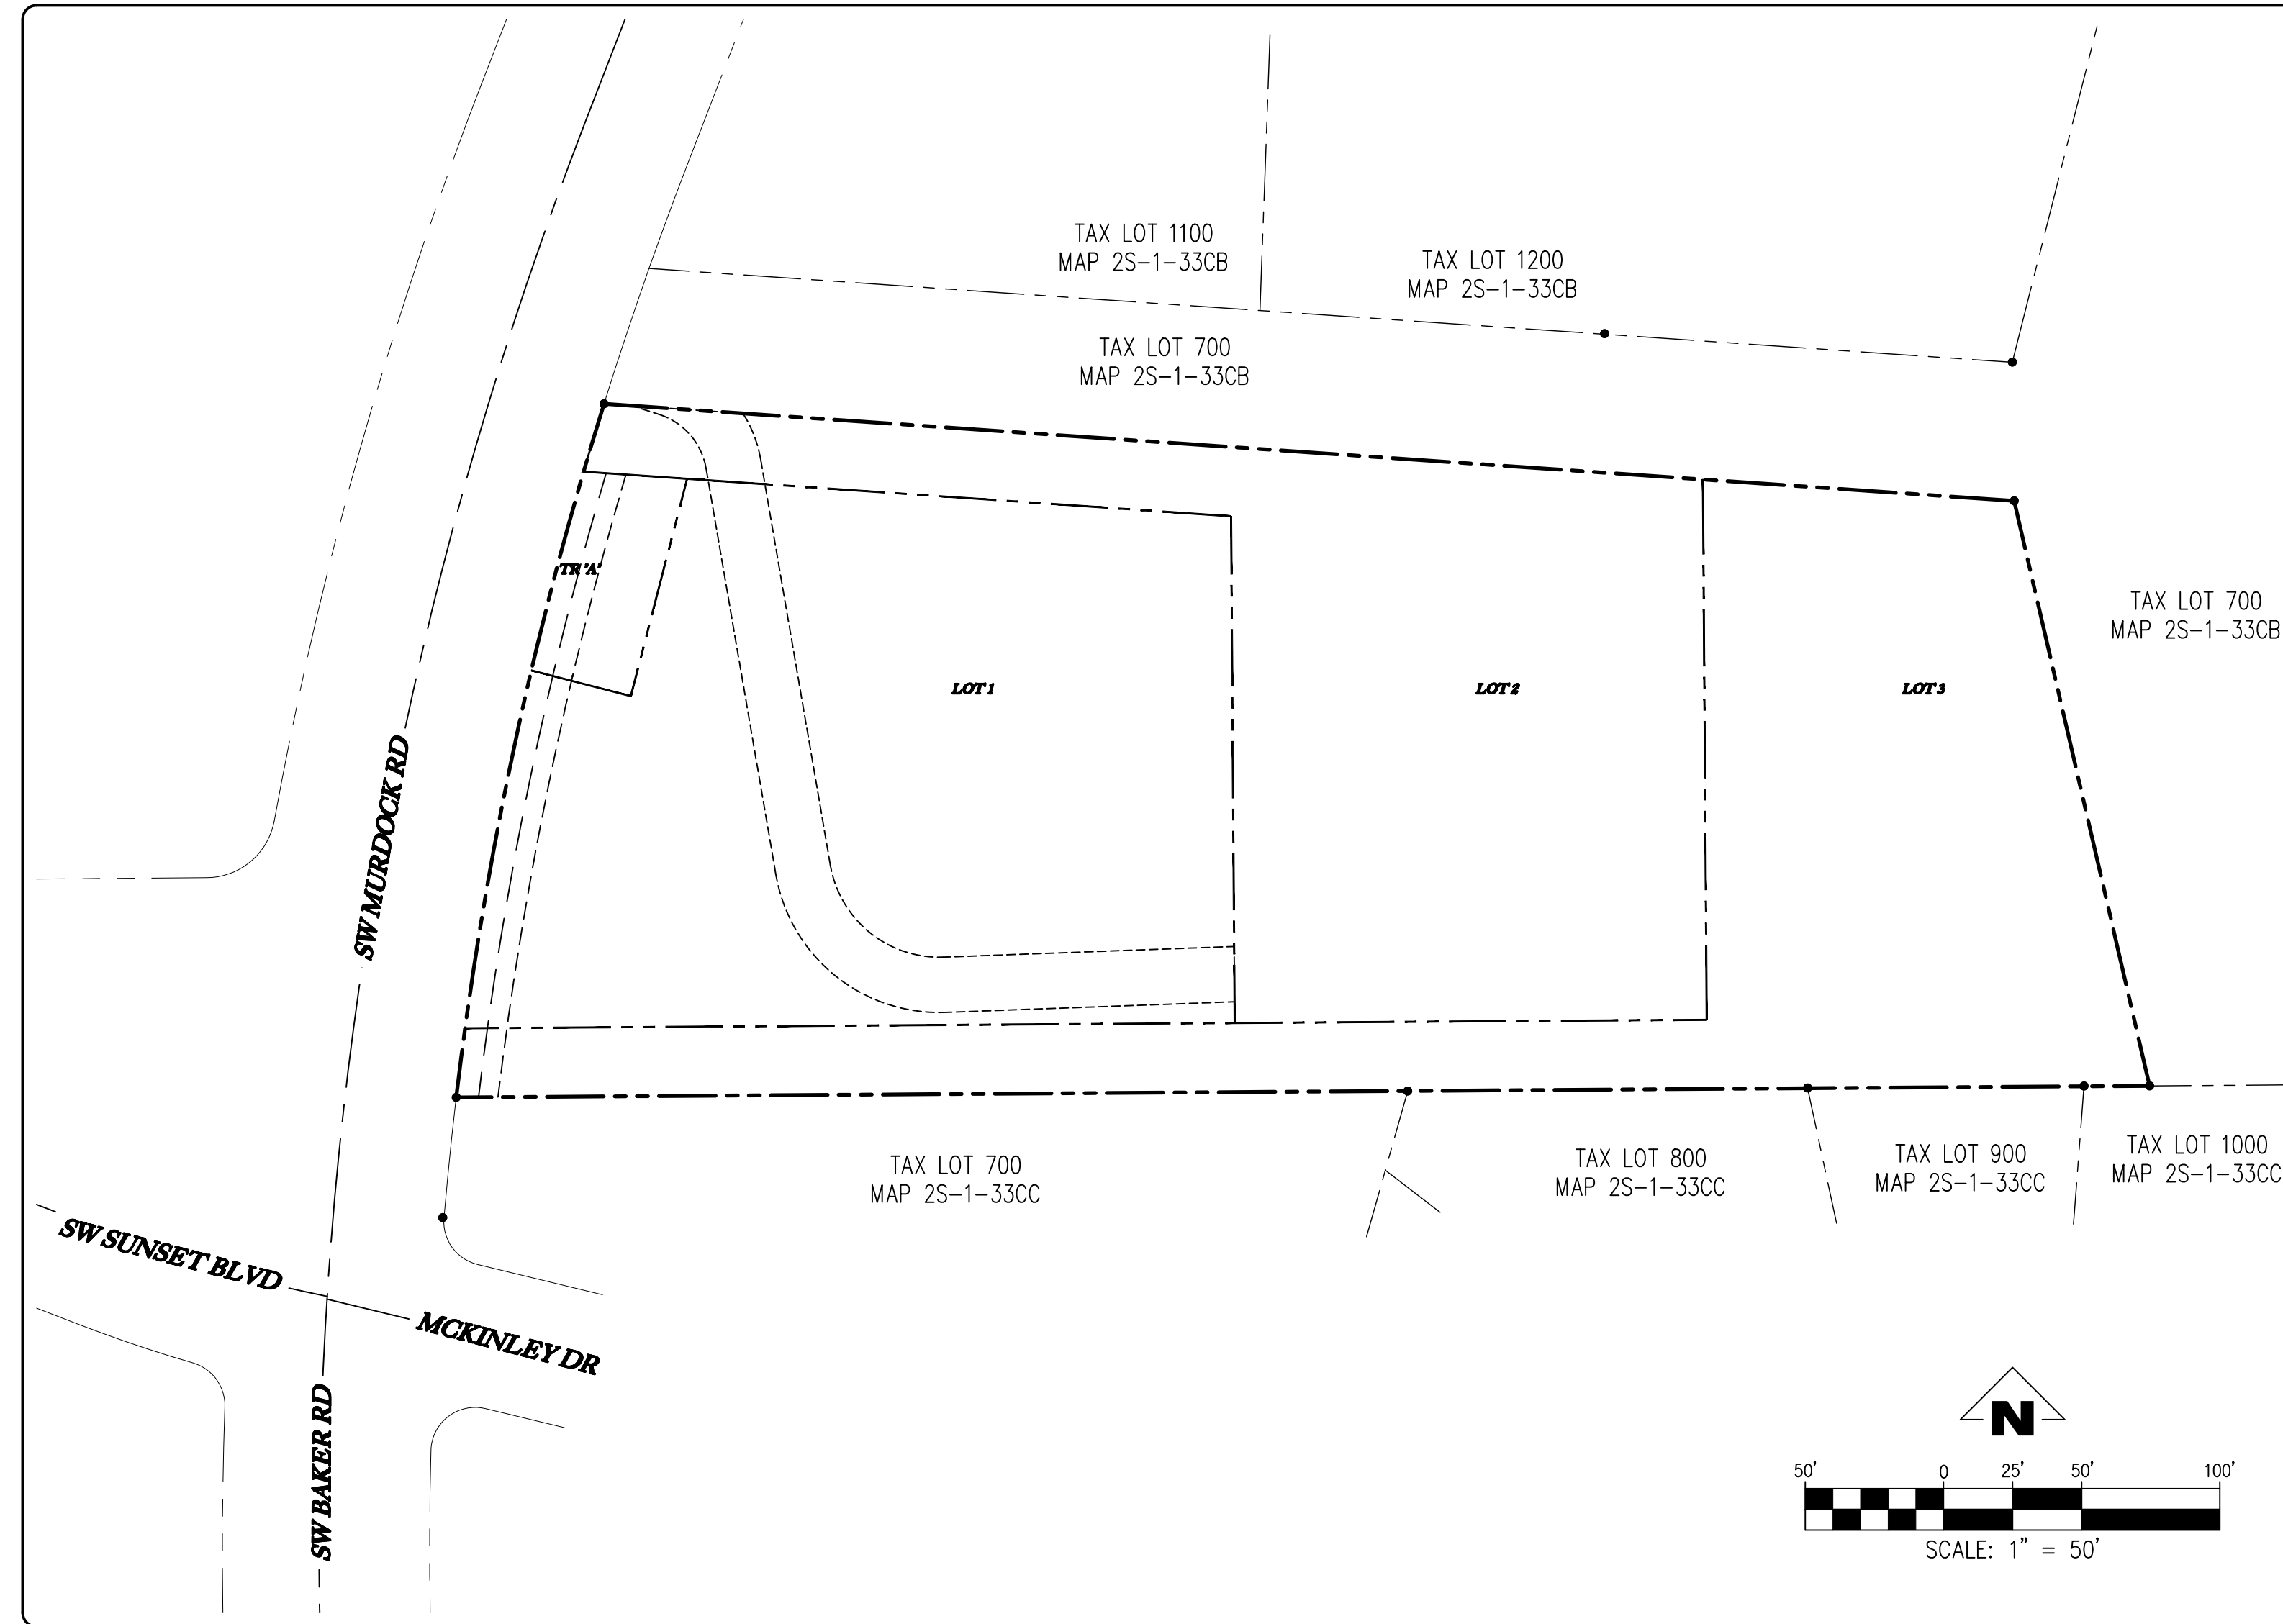 TAX LOT 1100
MAP 2S-1-33CB
TAX LOT 1200
MAP 2S-1-33CB
TAX LOT 700
MAP 2S-1-33CB
TR 'A'
TAX LOT 700
MAP 2S-1-33CB
LOT 1
LOT 2
LOT 3
SW MURDOCK RD
TAX LOT 700
MAP 2S-1-33CC
TAX LOT 800
MAP 2S-1-33CC
TAX LOT 900
MAP 2S-1-33CC
TAX LOT 1000
MAP 2S-1-33CC
SW SUNSET BLVD
MCKINLEY DR
SW BAKER RD
N
50' 0 25' 50' 100'
SCALE: 1" = 50'